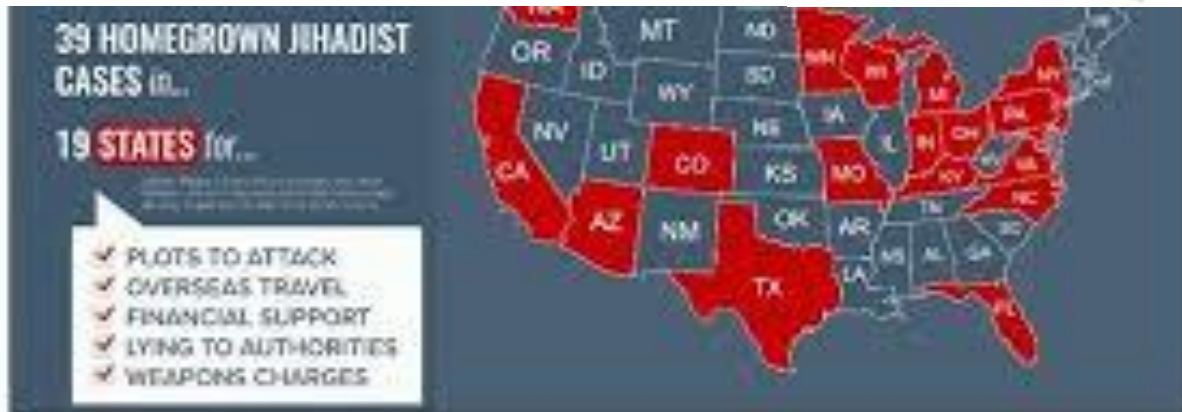 39 HOMEGROWN JIHADIST
CASES in...
19 STATES for...
PLOTS TO ATTACK
OVERSEAS TRAVEL
FINANCIAL SUPPORT
LYING TO AUTHORITIES
WEAPONS CHARGES
MT
ND
OR
ID
MN
WI
SD
WY
MI
NY
NV
UT
CA
CO
NE
IA
IL
IN
OH
PA
KS
MO
KY
WV
VA
NC
AZ
NM
OK
AR
TN
SC
TX
LA
MS
AL
GA
FL